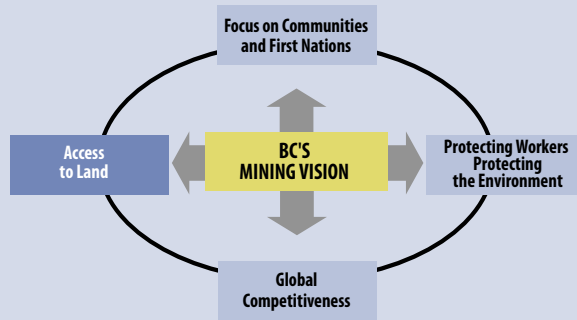 Focus on Communities
and First Nations
Access
to Land
BC'S
MINING VISION
Protecting Workers
Protecting
the Environment
Global
Competitiveness